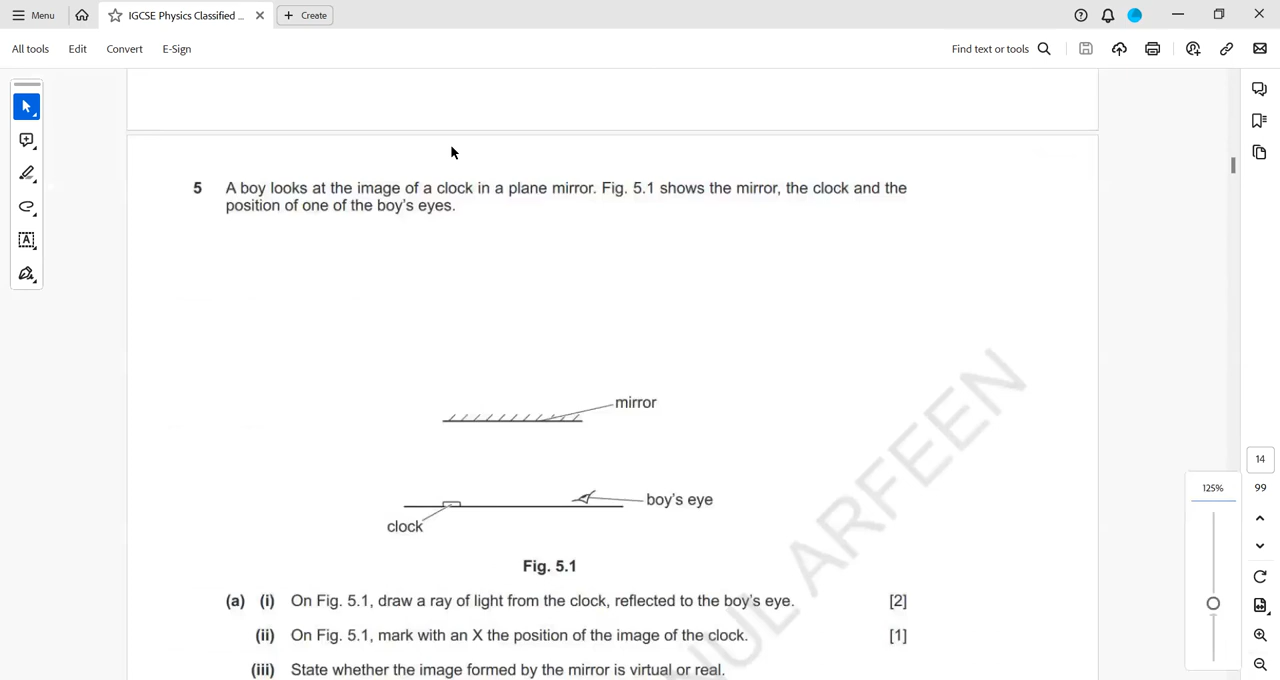 Menu
IGCSE Physics Classified ...
Create
All tools
Edit
Convert
E-Sign
Find text or tools
5 A boy looks at the image of a clock in a plane mirror. Fig. 5.1 shows the mirror, the clock and the
position of one of the boy's eyes.
mirror
boy's eye
clock
Fig. 5.1
(a) (i) On Fig. 5.1, draw a ray of light from the clock, reflected to the boy's eye. [2]
(ii) On Fig. 5.1, mark with an X the position of the image of the clock. [1]
(iii) State whether the image formed by the mirror is virtual or real.
ARFEEN
14
125%
99